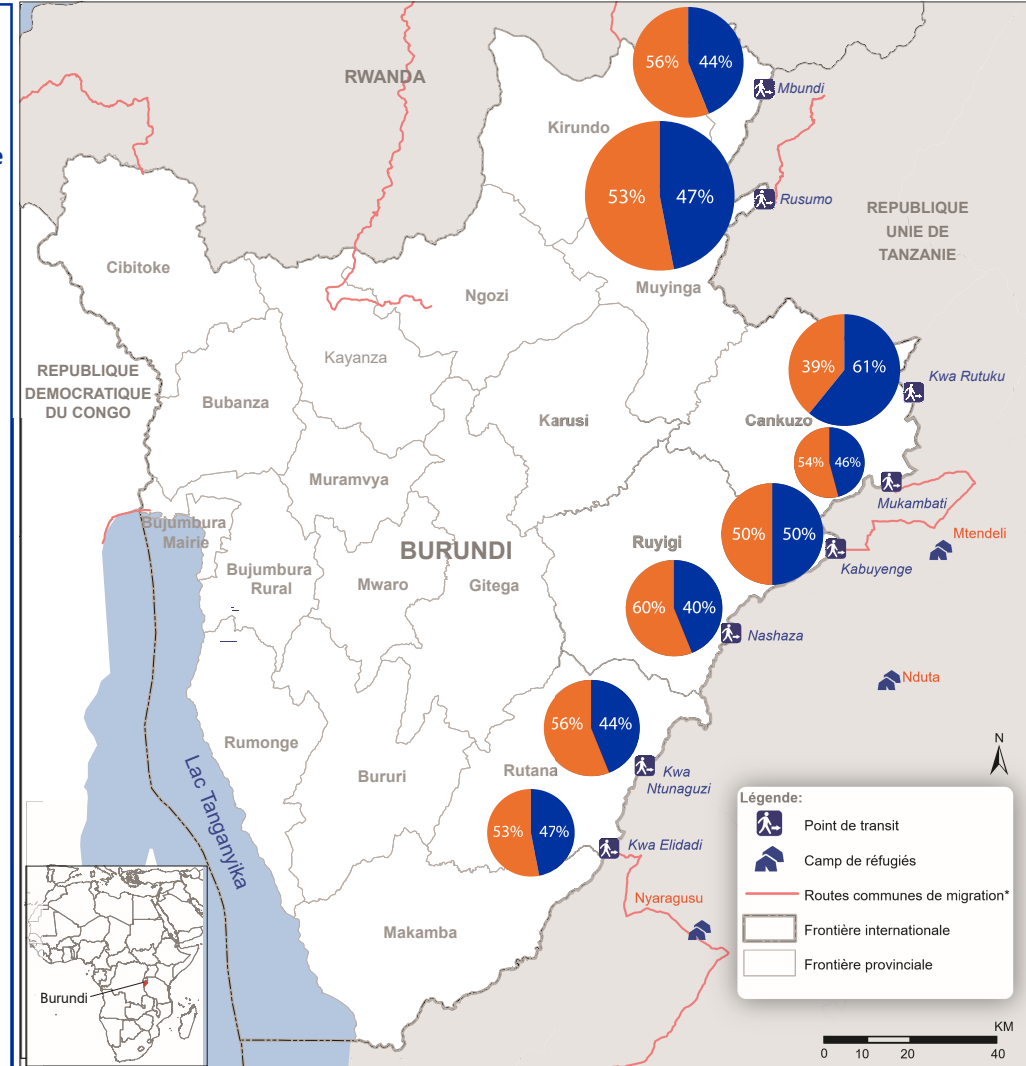 e
RWANDA
56%
44%
Mbundi
Kirundo
53%
47%
Rusumo
REPUBLIQUE
UNIE DE
TANZANIE
Cibitoke
Ngozi
Muyinga
Kayanza
REPUBLIQUE
DEMOCRATIQUE
DU CONGO
Bubanza
39%
61%
Kwa Rutuku
Karusi
Cankuzo
54%
46%
Muramvya
Mukambati
Bujumbura
Mairie
BURUNDI
Ruyigi
50%
50%
Mtendeli
Kabuyenge
Bujumbura
Rural
Mwaro
Gitega
60%
40%
Nashaza
Nduta
Rumonge
Bururi
56%
44%
Rutana
Kwa
Ntunaguzi
Lac Tanganyika
53%
47%
Kwa Elidadi
Nyaragusu
Makamba
Burundi
N
Légende:
Point de transit
Camp de réfugiés
Routes communes de migration*
Frontière internationale
Frontière provinciale
KM
0 10 20 40